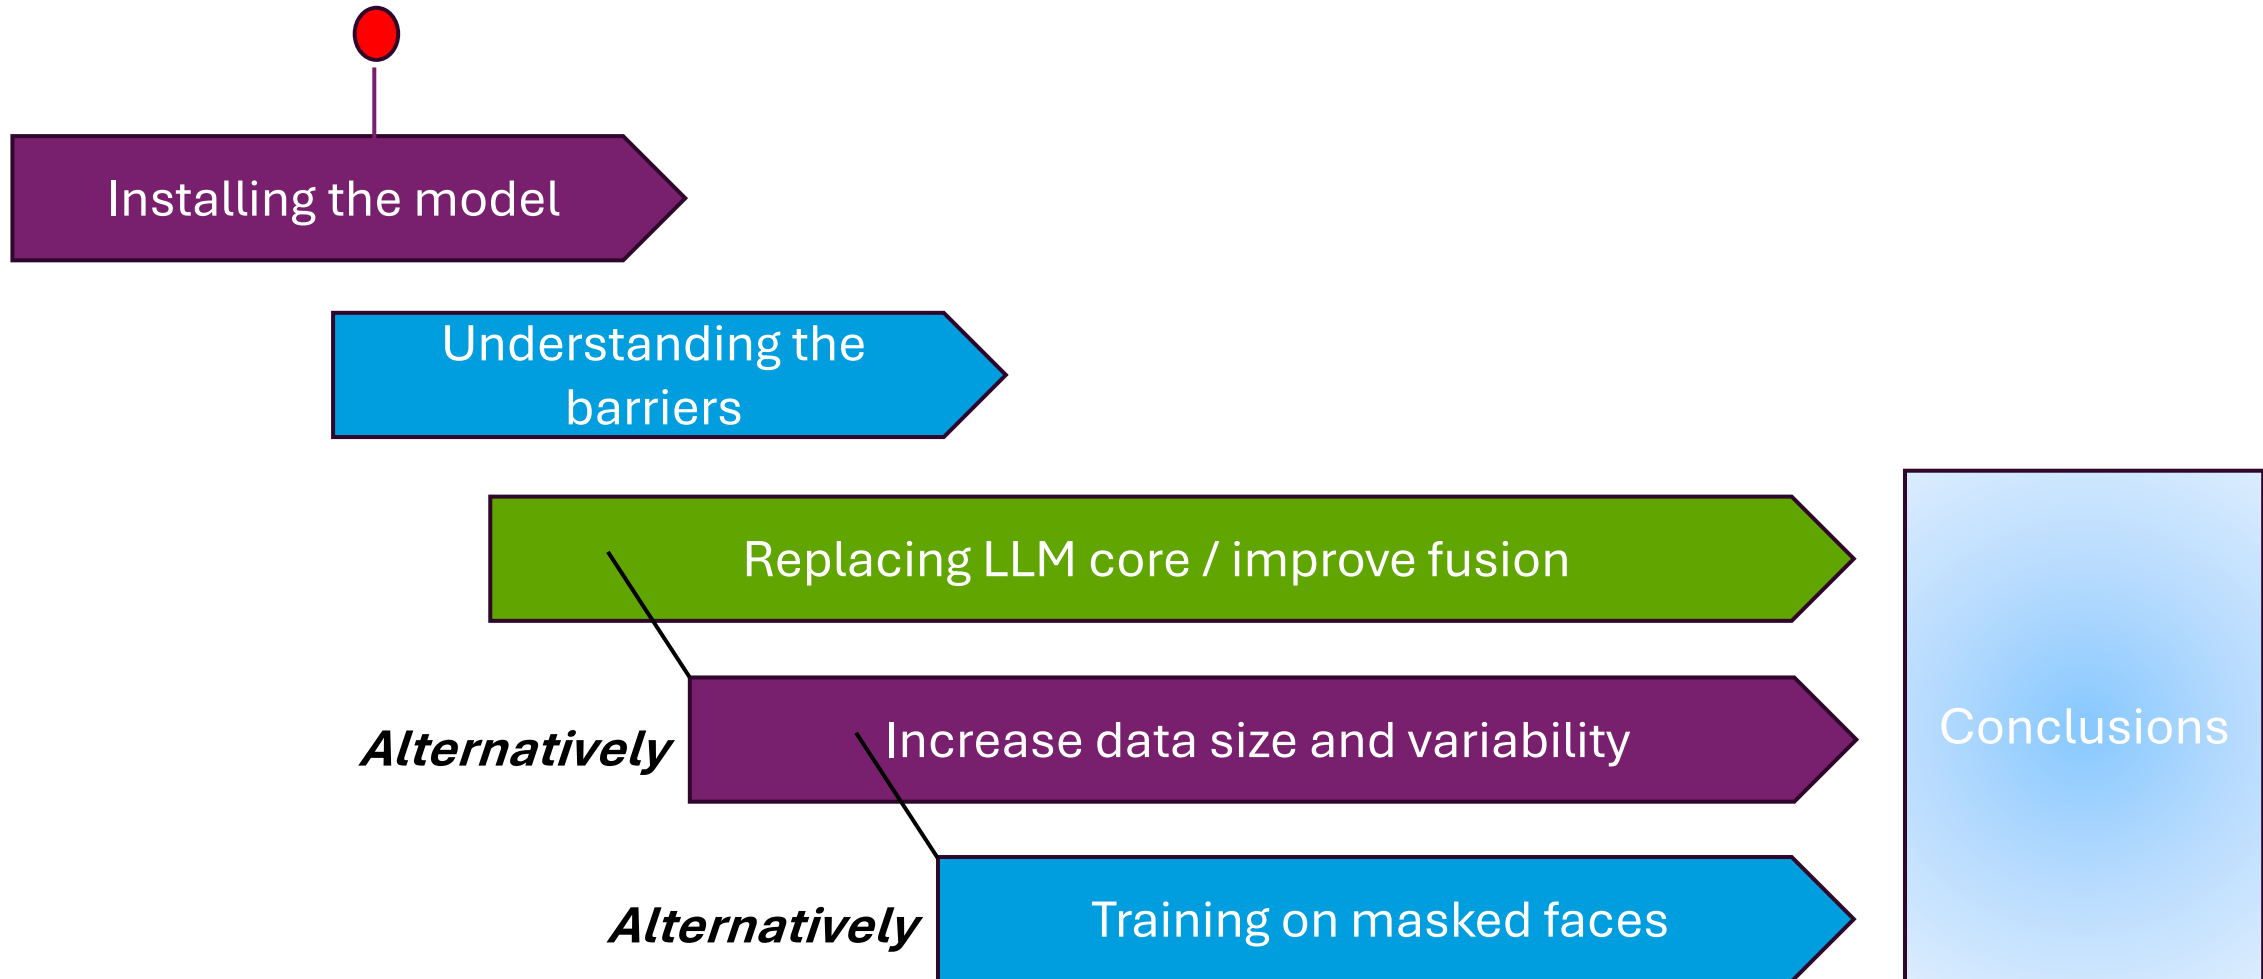 Installing the model
Understanding the
barriers
Replacing LLM core / improve fusion
Alternatively
Increase data size and variability
Conclusions
Alternatively
Training on masked faces